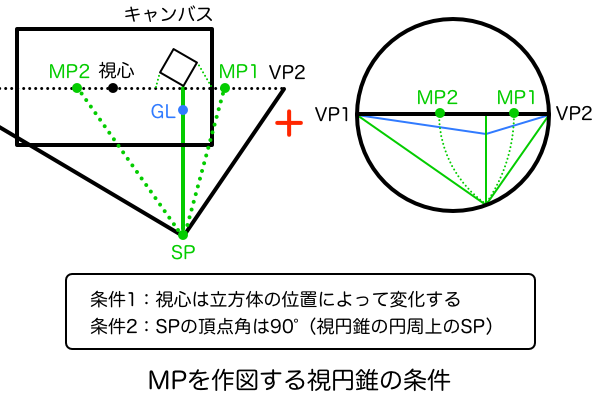 キャンバス
MP2
視心
MP1
VP2
GL
SP
+
VP1
MP2
MP1
VP2
条件1：視心は立方体の位置によって変化する
条件2：SPの頂点角は90°（視円錐の円周上のSP）
MPを作図する視円錐の条件